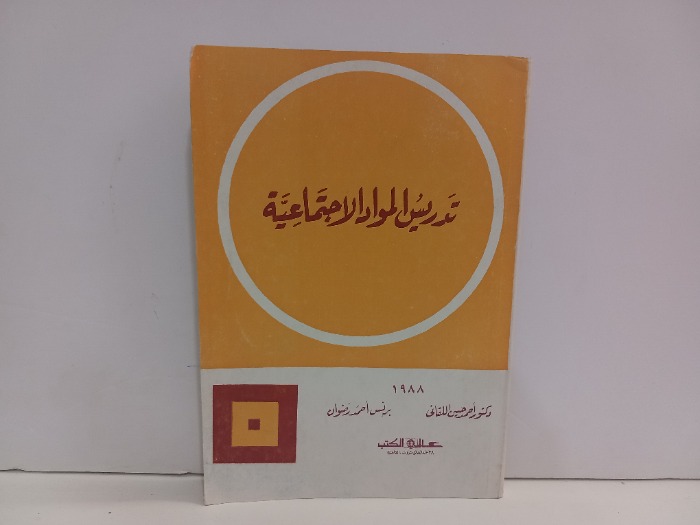 تدريس المواد الاجتماعية
١٩٨٨
دكتور أحمد حسين اللقاني برنس أحمد رضوان
عالم الكتب